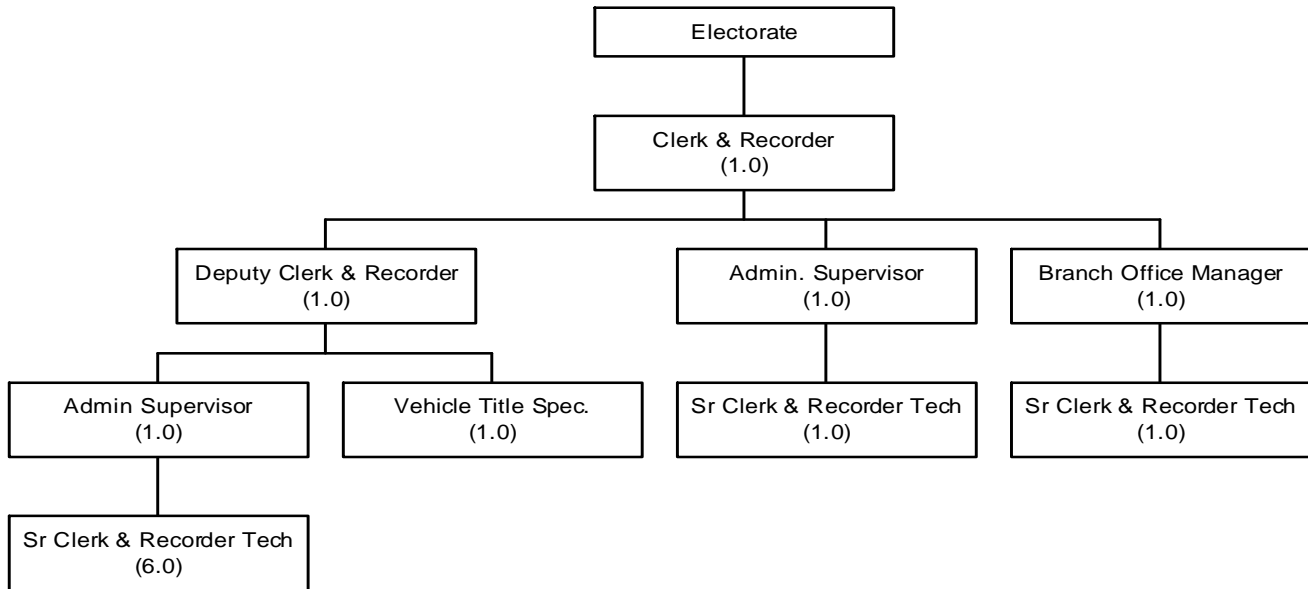 Electorate
Clerk & Recorder
(1.0)
Deputy Clerk & Recorder
(1.0)
Admin. Supervisor
(1.0)
Branch Office Manager
(1.0)
Admin Supervisor
(1.0)
Vehicle Title Spec.
(1.0)
Sr Clerk & Recorder Tech
(1.0)
Sr Clerk & Recorder Tech
(1.0)
Sr Clerk & Recorder Tech
(6.0)